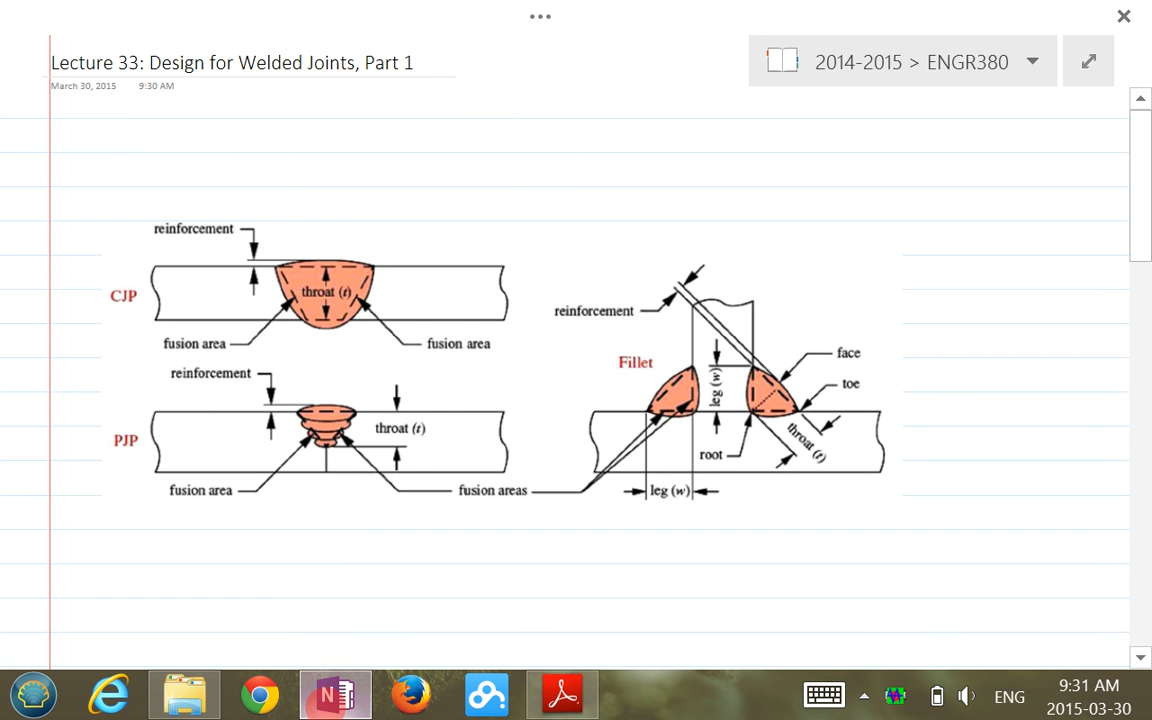 Lecture 33: Design for Welded Joints, Part 1
March 30, 2015 9:30 AM
2014-2015 > ENGR380
reinforcement
CJP
throat (t)
fusion area
fusion area
reinforcement
PJP
throat (t)
fusion area
fusion areas
reinforcement
Fillet
leg (w)
face
toe
throat (t)
root
leg (w)
N
ENG
9:31 AM
2015-03-30